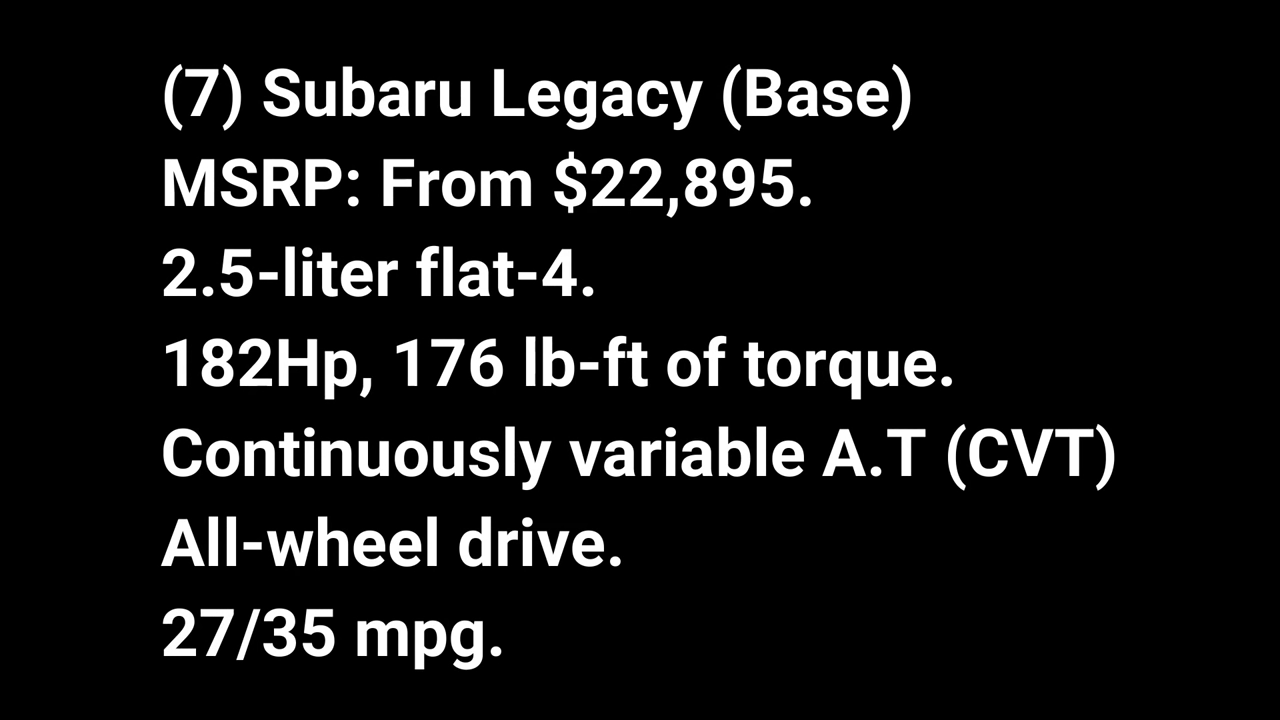 (7) Subaru Legacy (Base)
MSRP: From $22,895.
2.5-liter flat-4.
182Hp, 176 lb-ft of torque.
Continuously variable A.T (CVT)
All-wheel drive.
27/35 mpg.